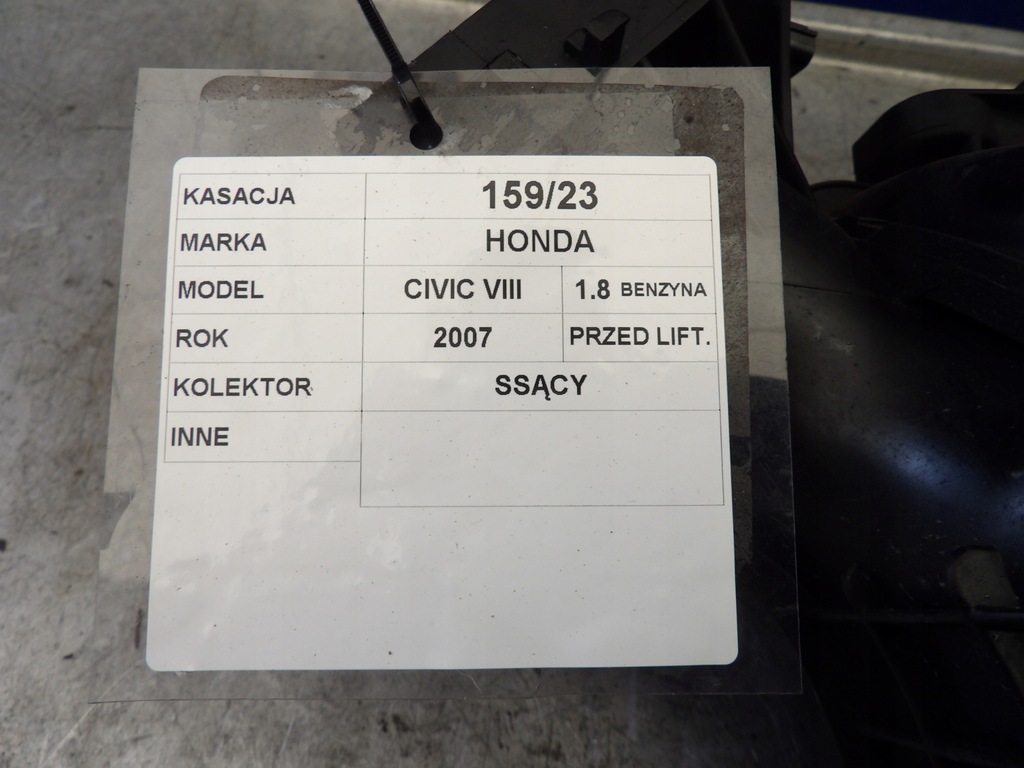 KASACJA 159/23
MARKA HONDA
MODEL CIVIC VIII 1.8 BENZYNA
ROK 2007 PRZED LIFT.
KOLEKTOR SSĄCY
INNE